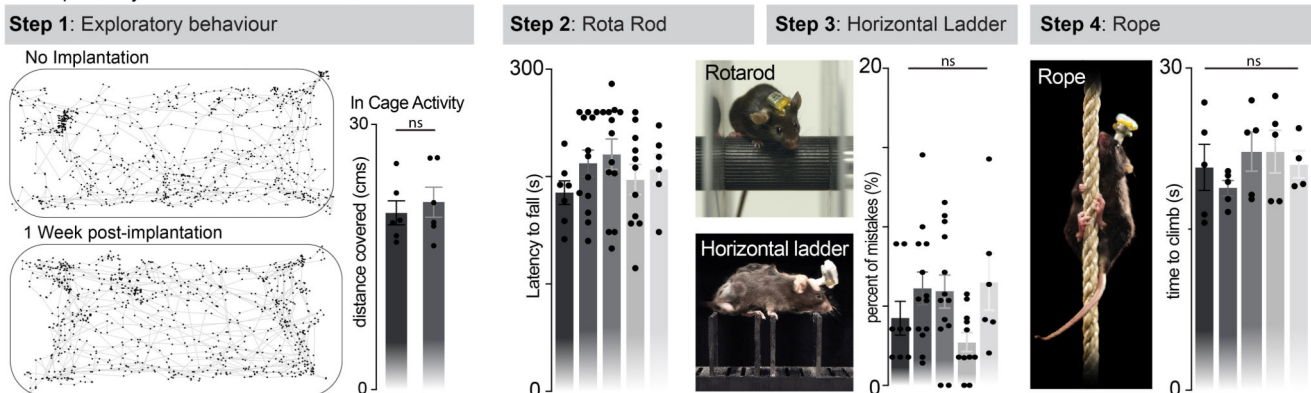 Step 1: Exploratory behaviour
No Implantation
In Cage Activity
30
ns
distance covered (cms)
0
1 Week post-implantation
Step 2: Rota Rod
300
Latency to fall (s)
0
Rotarod
Horizontal ladder
Step 3: Horizontal Ladder
20
ns
percent of mistakes (%)
0
Step 4: Rope
Rope
30
ns
time to climb (s)
0